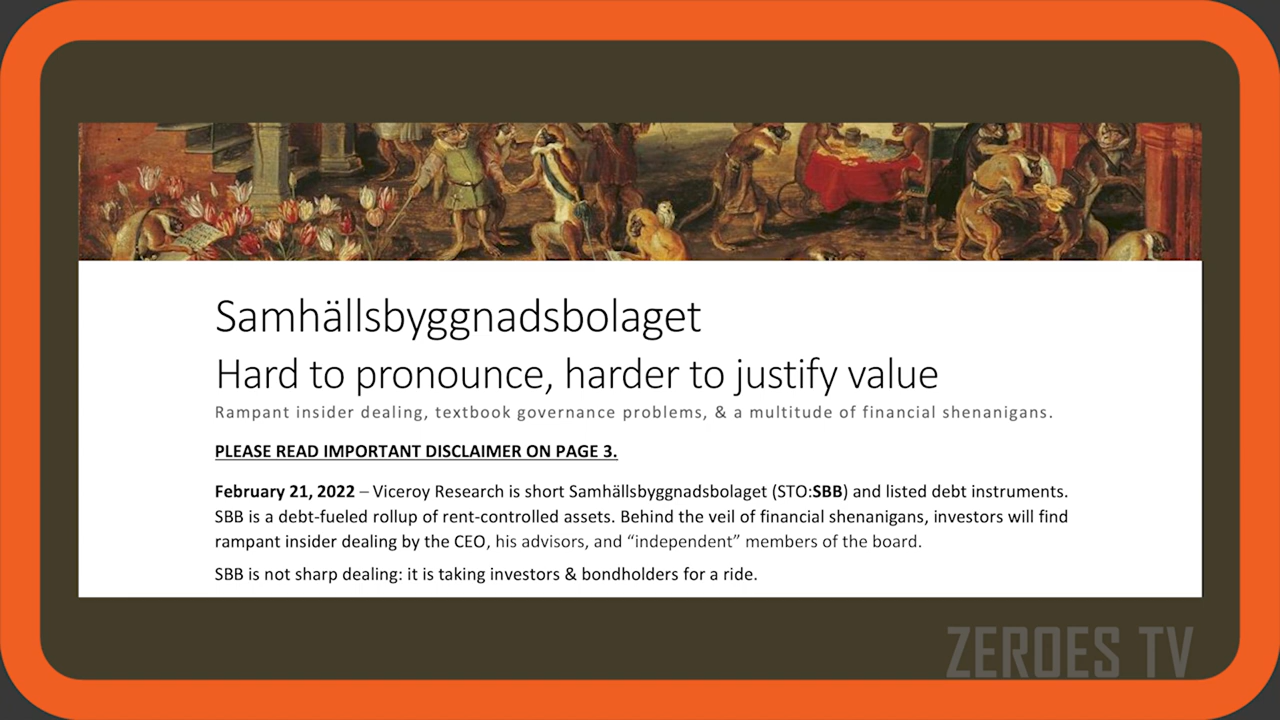 Samhällsbyggnadsbolaget
Hard to pronounce, harder to justify value
Rampant insider dealing, textbook governance problems, & a multitude of financial shenanigans.
PLEASE READ IMPORTANT DISCLAIMER ON PAGE 3.
February 21, 2022 – Viceroy Research is short Samhällsbyggnadsbolaget (STO:SBB) and listed debt instruments.
SBB is a debt-fueled rollup of rent-controlled assets. Behind the veil of financial shenanigans, investors will find
rampant insider dealing by the CEO, his advisors, and “independent” members of the board.
SBB is not sharp dealing: it is taking investors & bondholders for a ride.
ZEROES TV